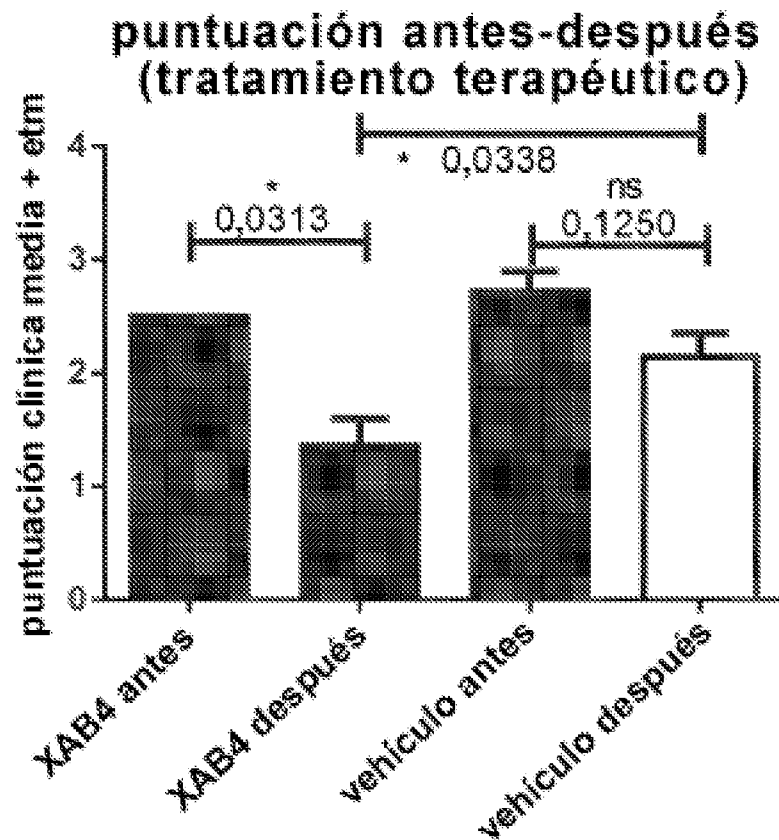 puntuación antes-después
(tratamiento terapéutico)
puntuación clínica media + etm
4
3
2
1
0
* 0,0338
*
0,0313
ns
0,1250
XAB4 antes
XAB4 después
vehículo antes
vehículo después